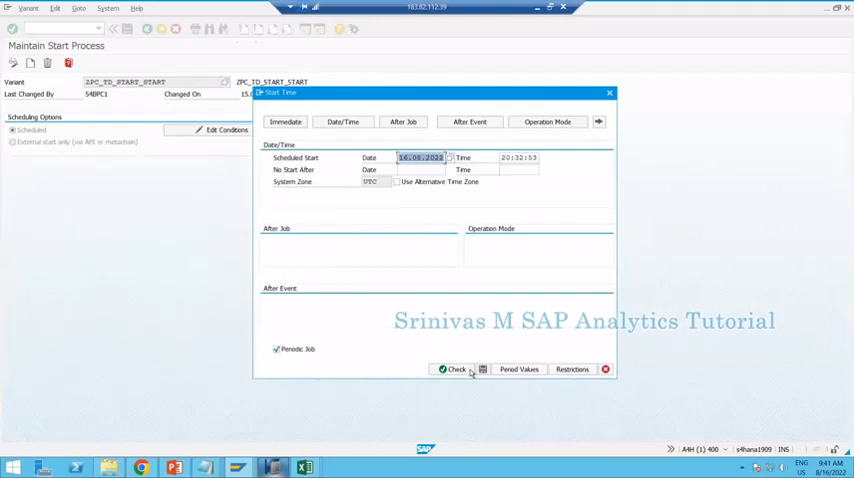 183.82.112.39
Variant Edit Goto System Help
Maintain Start Process
Variant ZPC_TD_START_START ZPC_TD_START_START
Last Changed By S4BPC1 Changed On 15.0
Scheduling Options
Scheduled Edit Conditions
External start only (via API or metachain)
Start Time
Immediate Date/Time After Job After Event Operation Mode
Date/Time
Scheduled Start Date 16.08.2022 Time 20:32:53
No Start After Date Time
System Zone UTC Use Alternative Time Zone
After Job Operation Mode
After Event
Srinivas M SAP Analytics Tutorial
Periodic Job
Check Period Values Restrictions
SAP A4H (1) 400 s4hana1909 INS
ENG 9:41 AM
US 8/16/2022